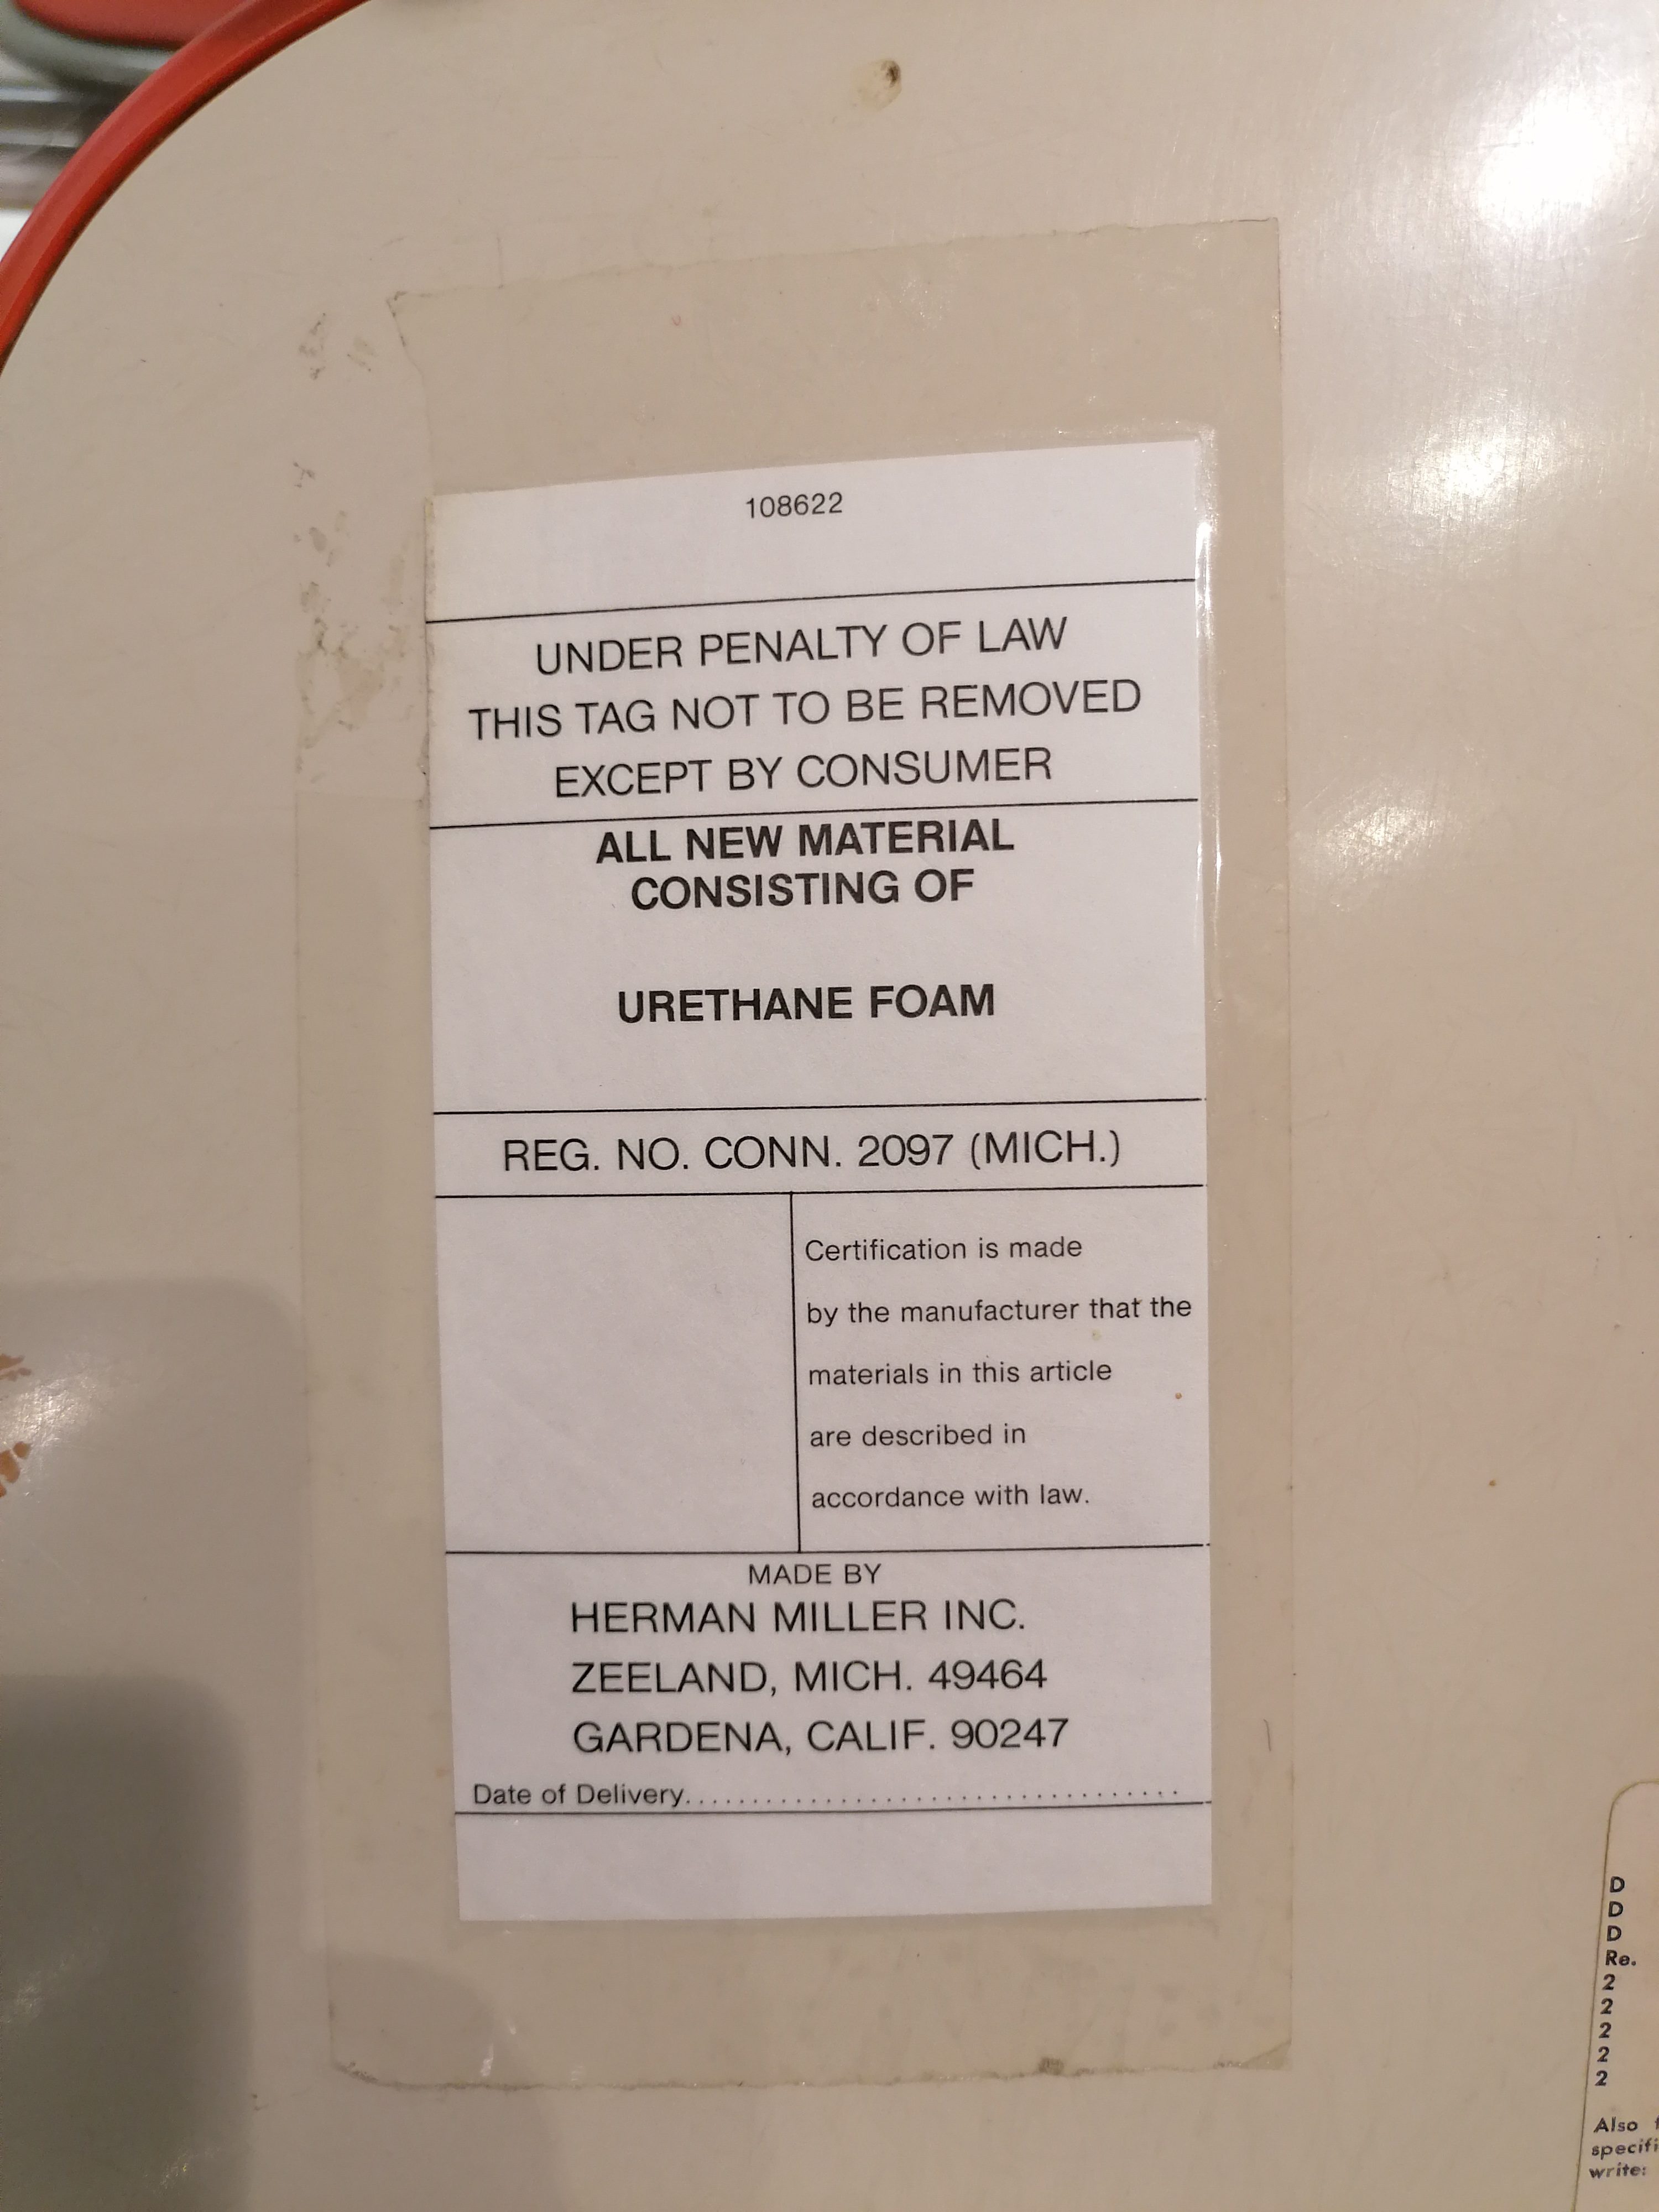 108622
UNDER PENALTY OF LAW
THIS TAG NOT TO BE REMOVED
EXCEPT BY CONSUMER
ALL NEW MATERIAL
CONSISTING OF
URETHANE FOAM
REG. NO. CONN. 2097 (MICH.)
Certification is made
by the manufacturer that the
materials in this article
are described in
accordance with law.
MADE BY
HERMAN MILLER INC.
ZEELAND, MICH. 49464
GARDENA, CALIF. 90247
Date of Delivery....................................
D
D
D
Re.
2
2
2
2
2
Also
write: